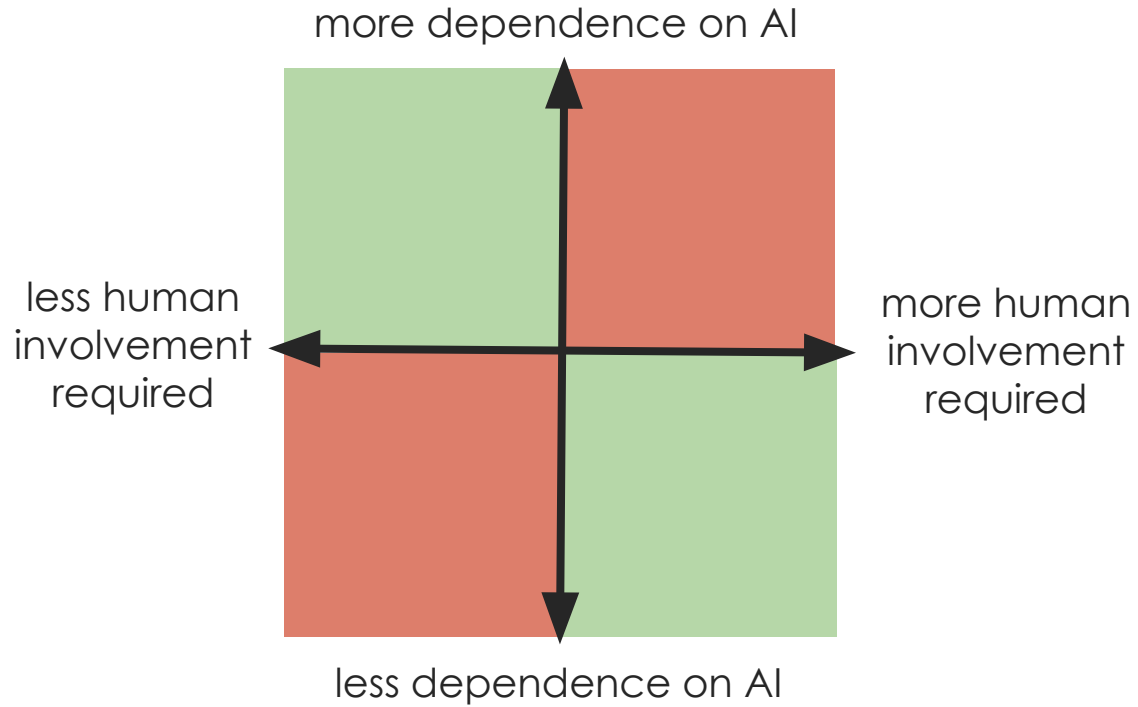 more dependence on AI
less human
involvement
required
more human
involvement
required
less dependence on AI